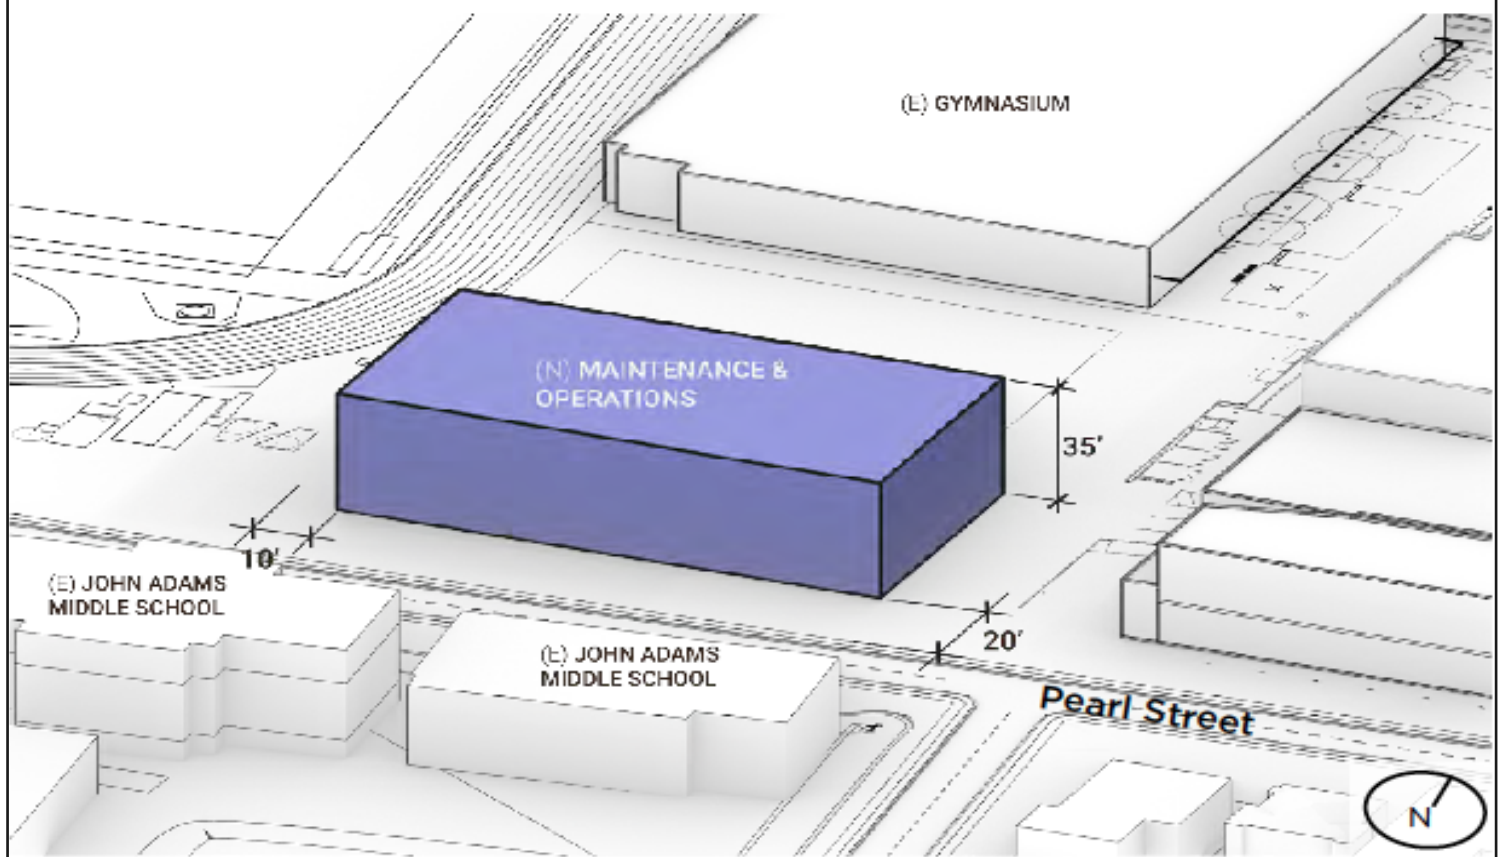 (E) GYMNASIUM
(N) MAINTENANCE &
OPERATIONS
35'
10'
(E) JOHN ADAMS
MIDDLE SCHOOL
(E) JOHN ADAMS
MIDDLE SCHOOL
20'
Pearl Street
N